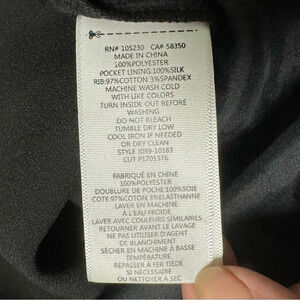 RN# 105230 CA# 58350
MADE IN CHINA
100%POLYESTER
POCKET LINING:100%SILK
RIB:97%COTTON 3%SPANDEX
MACHINE WASH COLD
WITH LIKE COLORS
TURN INSIDE OUT BEFORE
WASHING
DO NOT BLEACH
TUMBLE DRY LOW
COOL IRON IF NEEDED
OR DRY CLEAN
STYLE J099-10183
CUT P1701376
FABRIQUÉ EN CHINE
100%POLYESTER
DOUBLURE DE POCHE:100%SOIE
COTE:97%COTON 3%ELASTHANNE
LAVER EN MACHINE
À L'EAU FROIDE
LAVER AVEC COULEURS SIMILAIRES
RETOURNER AVANT LE LAVAGE
NE PAS UTILISER D'AGENT
DE BLANCHIMENT
SÉCHER EN MACHINE À BASSE
TEMPÉRATURE
REPASSER À FER TIÈDE
SI NÉCESSAIRE
OU NETTOYER À SEC